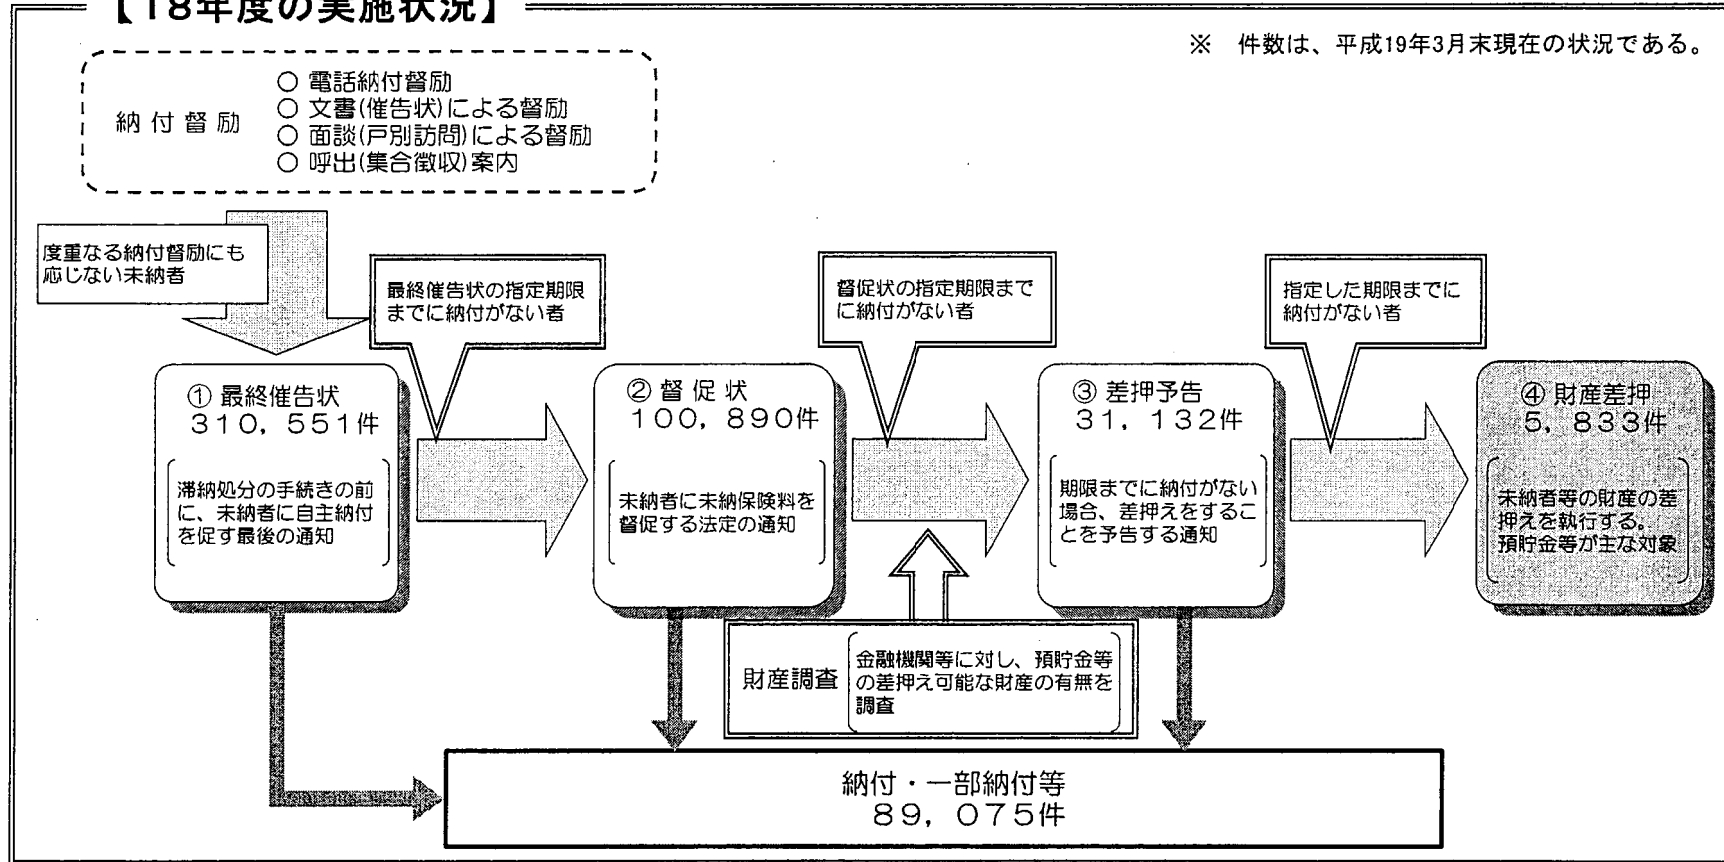 【18年度の実施状況】
※ 件数は、平成19年3月末現在の状況である。
納付督励
○ 電話納付督励
○ 文書(催告状)による督励
○ 面談(戸別訪問)による督励
○ 呼出(集合徴収)案内
度重なる納付督励にも
応じない未納者
最終催告状の指定期限
までに納付がない者
督促状の指定期限まで
に納付がない者
指定した期限までに
納付がない者
① 最終催告状
310,551件
滞納処分の手続きの前
に、未納者に自主納付
を促す最後の通知
② 督促状
100,890件
未納者に未納保険料を
督促する法定の通知
③ 差押予告
31,132件
期限までに納付がない
場合、差押えをするこ
とを予告する通知
④ 財産差押
5,833件
未納者等の財産の差
押えを執行する。
預貯金等が主な対象
財産調査
金融機関等に対し、預貯金等
の差押え可能な財産の有無を
調査
納付・一部納付等
89,075件